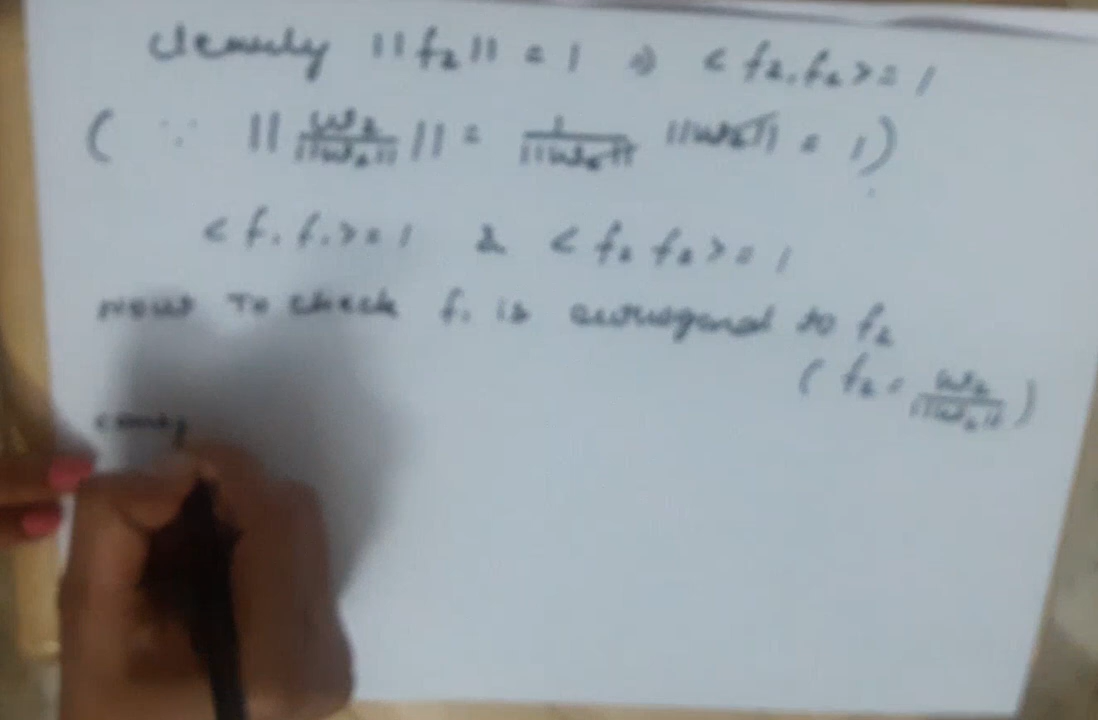 Clearly ||f₂|| = 1 ⇒ <f₂, f₂> = 1
( ∵ || w₂/||w₂|| || = 1/||w₂|| ||w₂|| = 1)
<f₁ f₁> = 1 & <f₂ f₂> = 1
Now To check f₁ is orthogonal to f₂
( f₂ = w₂/||w₂|| )